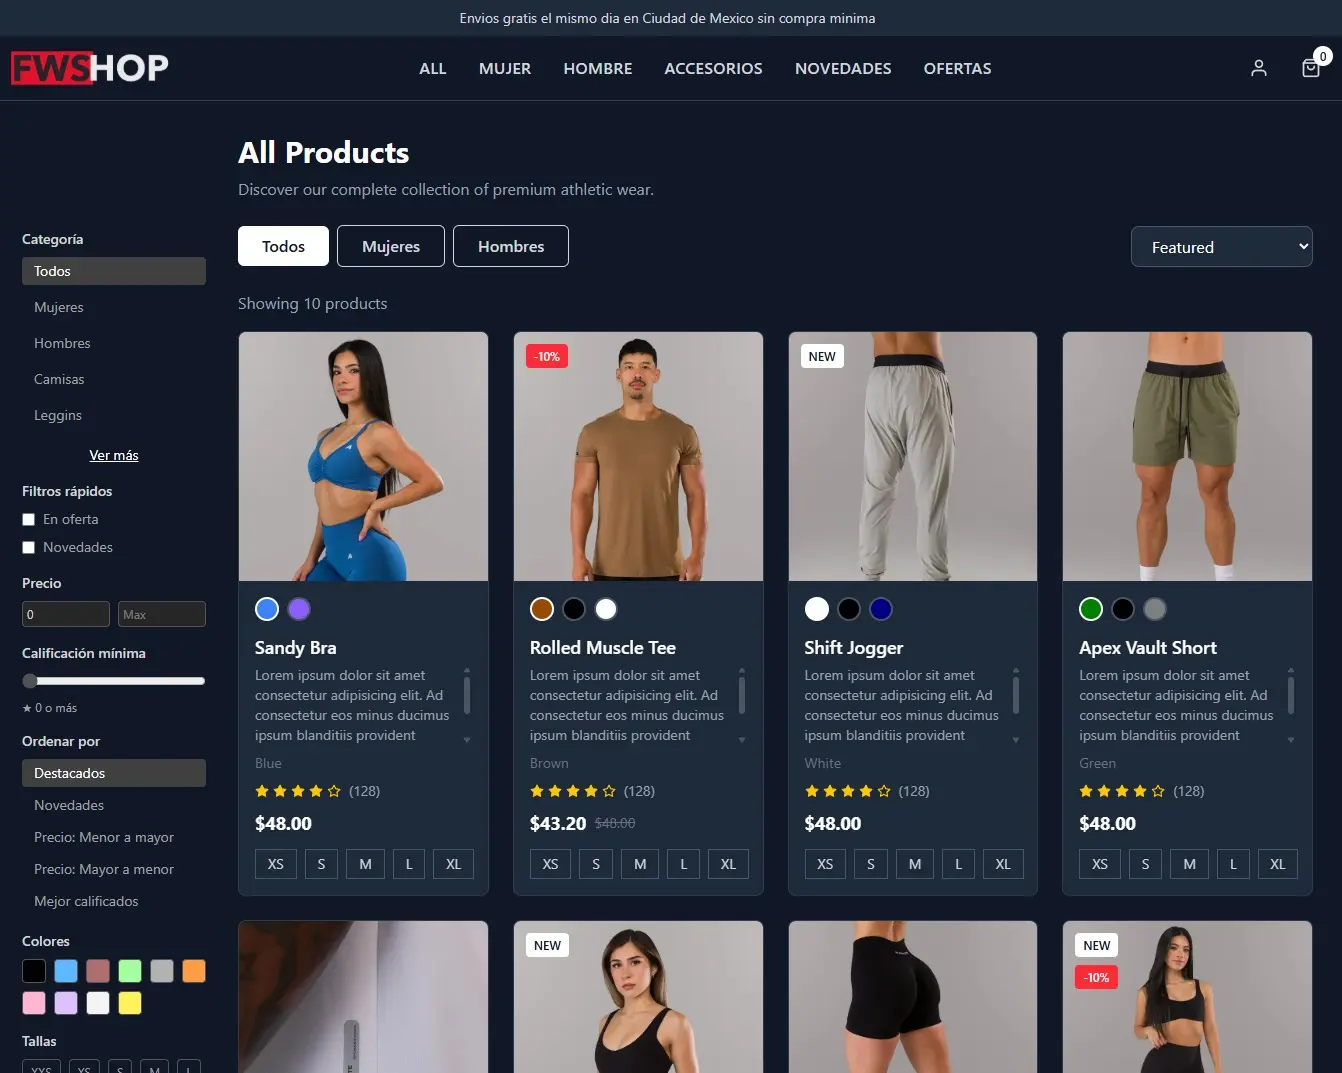 Envios gratis el mismo dia en Ciudad de Mexico sin compra minima
FWSHOP
ALL MUJER HOMBRE ACCESORIOS NOVEDADES OFERTAS
0
All Products
Discover our complete collection of premium athletic wear.
Todos Mujeres Hombres
Featured
Showing 10 products
Categoría
Todos
Mujeres
Hombres
Camisas
Leggins
Ver más
Filtros rápidos
En oferta
Novedades
Precio
0 Max
Calificación mínima
★ 0 o más
Ordenar por
Destacados
Novedades
Precio: Menor a mayor
Precio: Mayor a menor
Mejor calificados
Colores
Tallas
XXS XS S M L
Sandy Bra
Lorem ipsum dolor sit amet
consectetur adipisicing elit. Ad
consectetur eos minus ducimus
ipsum blanditiis provident
Blue
(128)
$48.00
XS S M L XL
-10%
Rolled Muscle Tee
Lorem ipsum dolor sit amet
consectetur adipisicing elit. Ad
consectetur eos minus ducimus
ipsum blanditiis provident
Brown
(128)
$43.20 $48.00
XS S M L XL
NEW
Shift Jogger
Lorem ipsum dolor sit amet
consectetur adipisicing elit. Ad
consectetur eos minus ducimus
ipsum blanditiis provident
White
(128)
$48.00
XS S M L XL
Apex Vault Short
Lorem ipsum dolor sit amet
consectetur adipisicing elit. Ad
consectetur eos minus ducimus
ipsum blanditiis provident
Green
(128)
$48.00
XS S M L XL
NEW
NEW
-10%